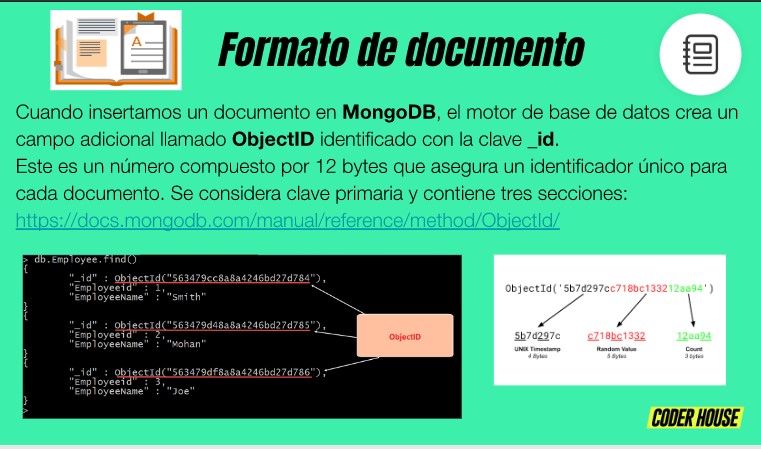 Formato de documento
A
Cuando insertamos un documento en MongoDB, el motor de base de datos crea un
campo adicional llamado ObjectID identificado con la clave _id.
Este es un número compuesto por 12 bytes que asegura un identificador único para
cada documento. Se considera clave primaria y contiene tres secciones:
https://docs.mongodb.com/manual/reference/method/ObjectId/
> db.Employee.find()
{
"_id" : ObjectId("563479cc8a8a4246bd27d784"),
"Employeeid" : 1,
"EmployeeName" : "Smith"
}
{
"_id" : ObjectId("563479d48a8a4246bd27d785"),
"Employeeid" : 2,
"EmployeeName" : "Mohan"
}
{
"_id" : ObjectId("563479df8a8a4246bd27d786"),
"Employeeid" : 3,
"EmployeeName" : "Joe"
}
>
ObjectID
ObjectId('5b7d297cc718bc133212aa94')
5b7d297c c718bc1332 12aa94
UNIX Timestamp Random Value Count
4 Bytes 5 Bytes 3 bytes
CODER HOUSE